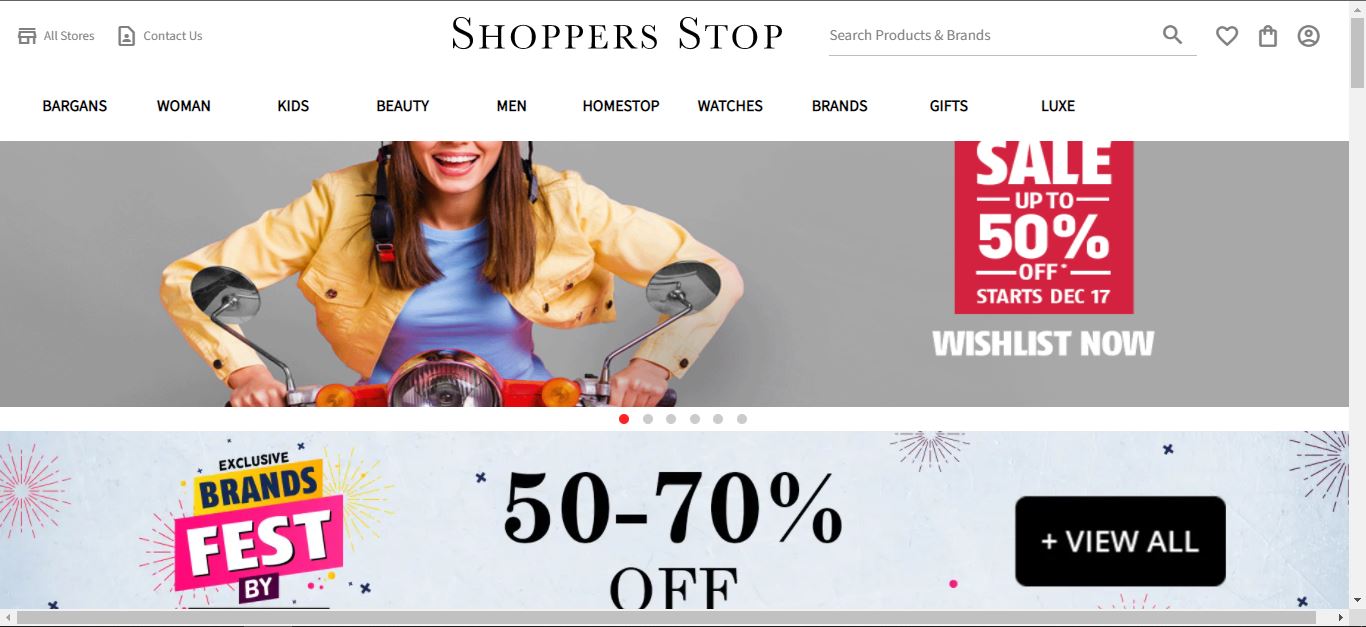 All Stores
Contact Us
SHOPPERS STOP
Search Products & Brands
BARGANS
WOMAN
KIDS
BEAUTY
MEN
HOMESTOP
WATCHES
BRANDS
GIFTS
LUXE
SALE
UP TO
50%
OFF*
STARTS DEC 17
WISHLIST NOW
EXCLUSIVE
BRANDS
FEST
BY
50-70%
OFF
+ VIEW ALL